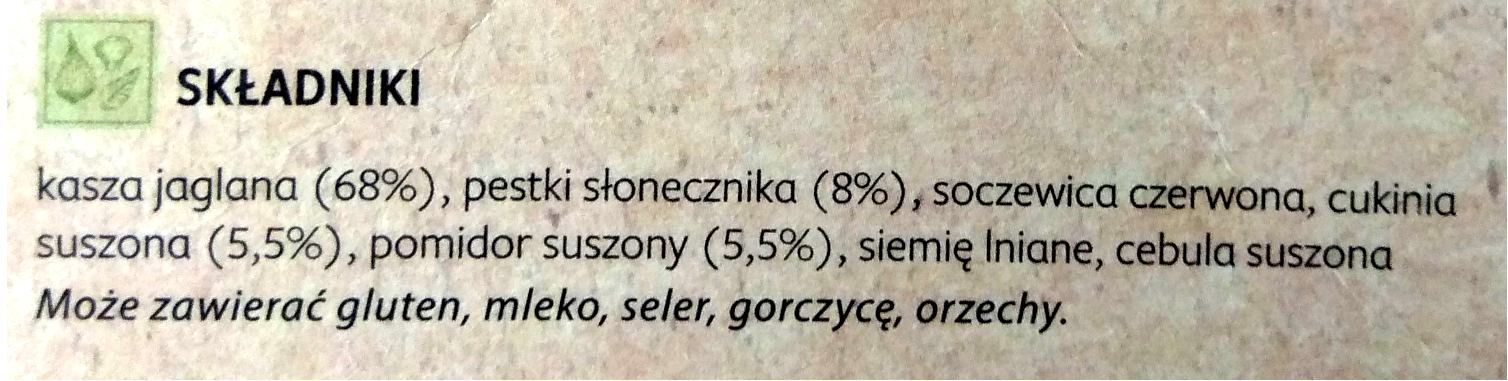 SKŁADNIKI
kasza jaglana (68%), pestki słonecznika (8%), soczewica czerwona, cukinia
suszona (5,5%), pomidor suszony (5,5%), siemię lniane, cebula suszona
Może zawierać gluten, mleko, seler, gorczycę, orzechy.